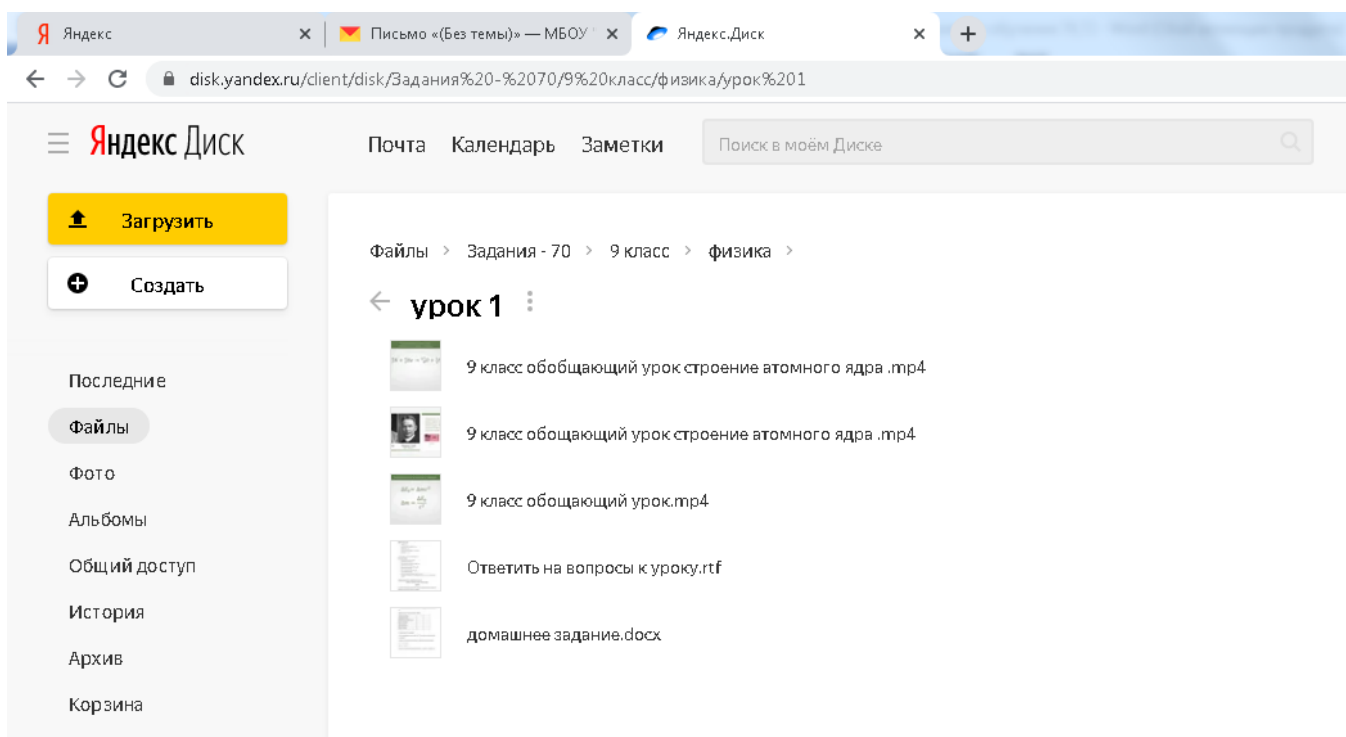 Яндекс
Письмо «(Без темы)» — МБОУ
Яндекс.Диск
disk.yandex.ru/client/disk/Задания%20-%2070/9%20класс/физика/урок%201
Яндекс Диск
Почта Календарь Заметки Поиск в моём Диске
Загрузить
Создать
Последние
Файлы
Фото
Альбомы
Общий доступ
История
Архив
Корзина
Файлы > Задания - 70 > 9 класс > физика >
урок 1
9 класс обобщающий урок строение атомного ядра .mp4
9 класс обощающий урок строение атомного ядра .mp4
9 класс обощающий урок.mp4
Ответить на вопросы к уроку.rtf
домашнее задание.docx